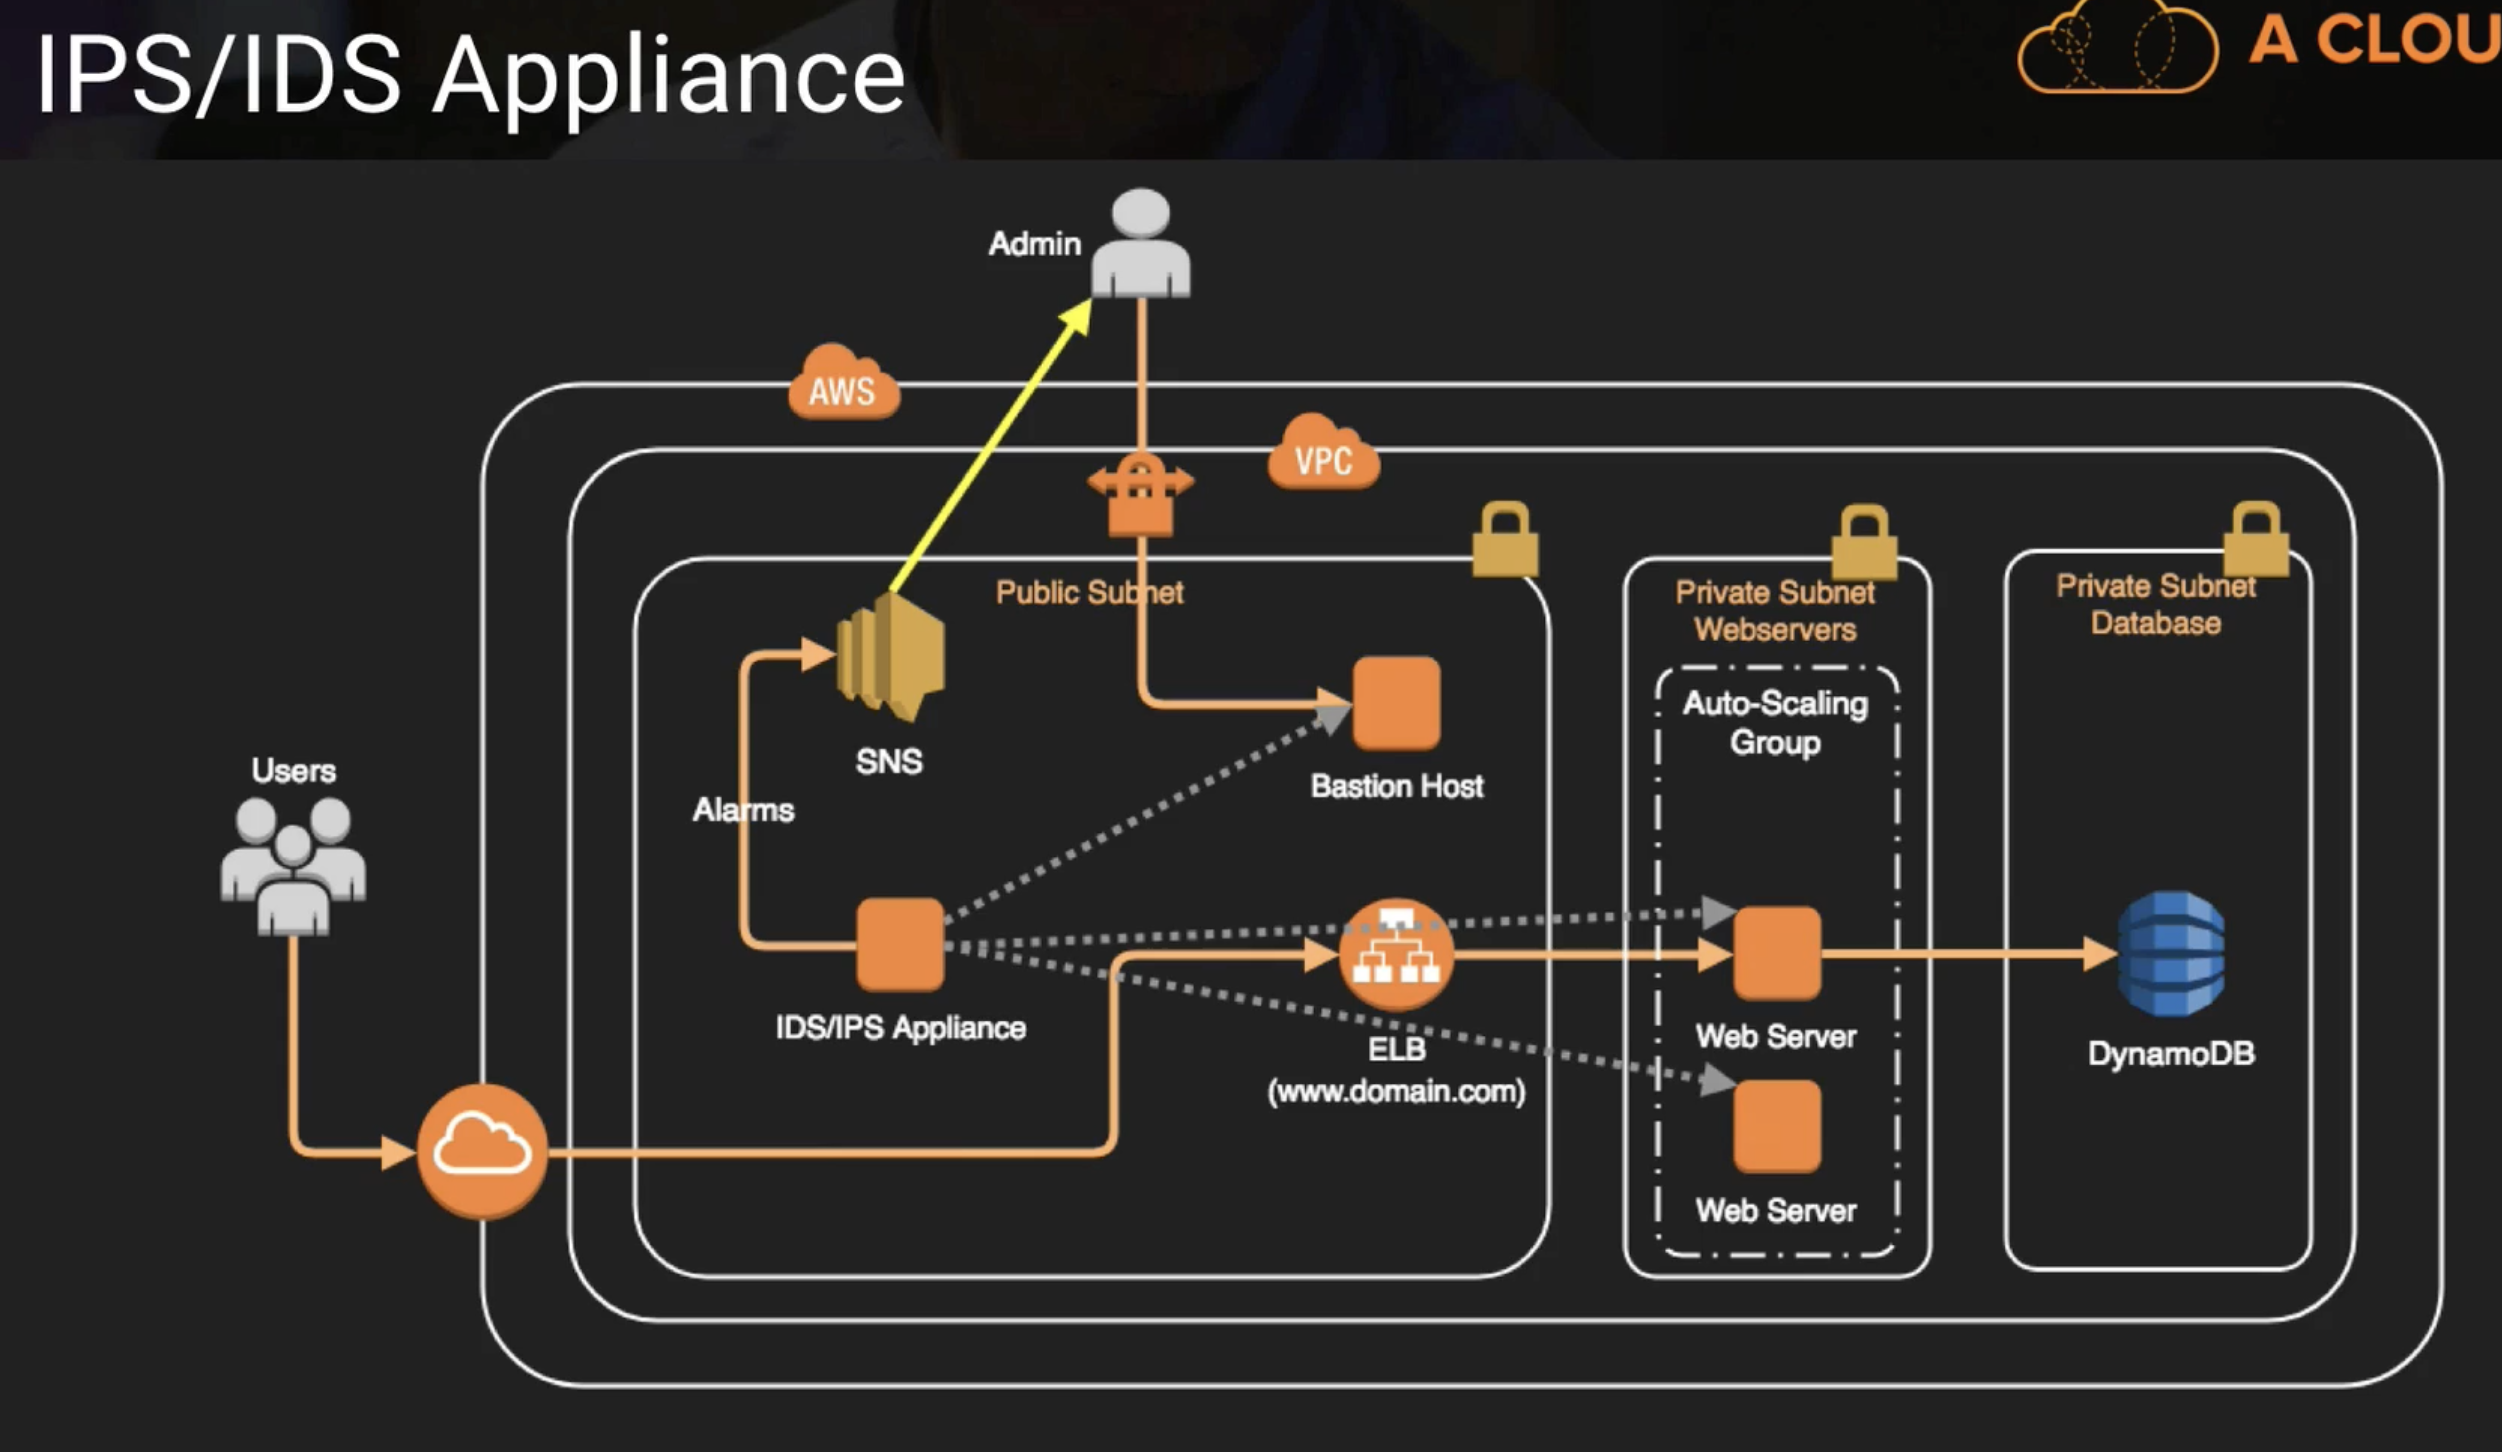 IPS/IDS Appliance
A CLOU
Admin
AWS
VPC
Public Subnet
Private Subnet
Webservers
Private Subnet
Database
Auto-Scaling
Group
SNS
Bastion Host
Users
Alarms
IDS/IPS Appliance
ELB
(www.domain.com)
Web Server
DynamoDB
Web Server